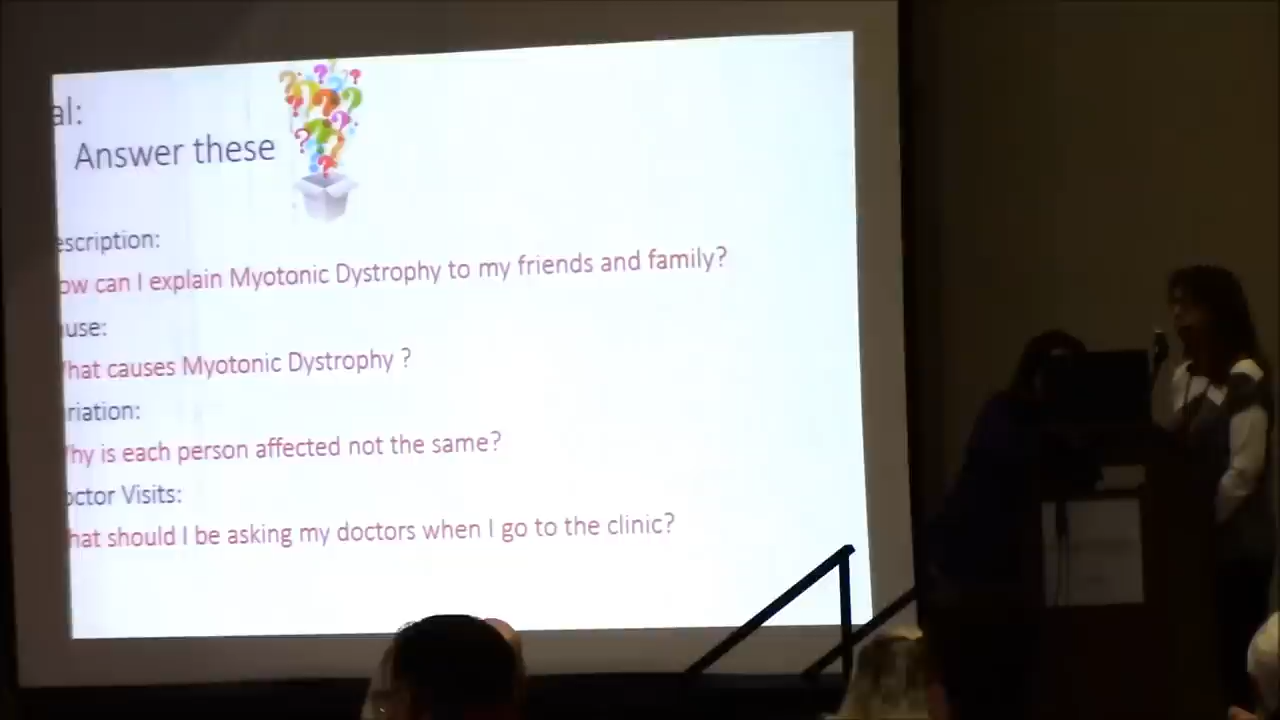 al:
Answer these
escription:
ow can I explain Myotonic Dystrophy to my friends and family?
use:
hat causes Myotonic Dystrophy ?
riation:
hy is each person affected not the same?
octor Visits:
hat should I be asking my doctors when I go to the clinic?